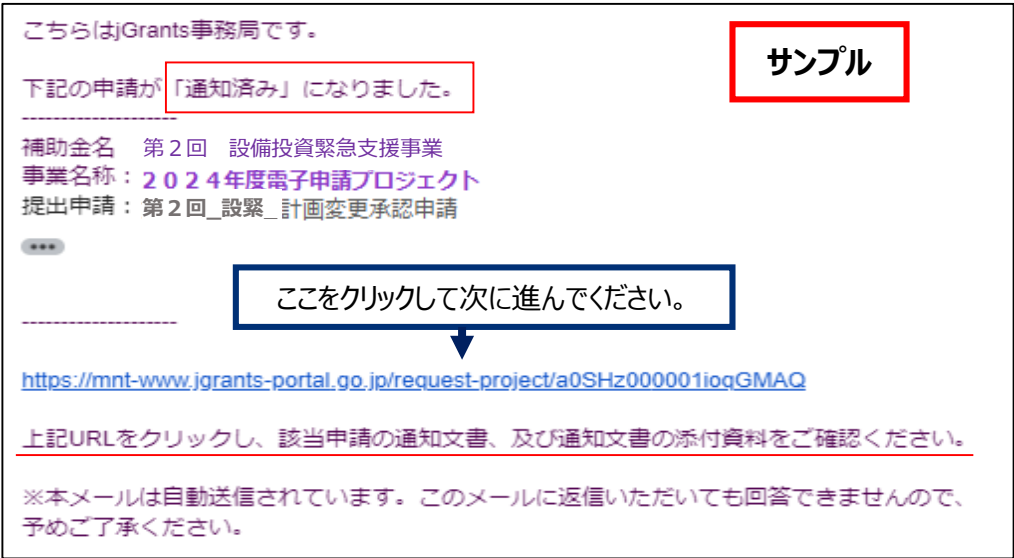 こちらはjGrants事務局です。
サンプル
下記の申請が「通知済み」になりました。
--------------------
補助金名　第２回　設備投資緊急支援事業
事業名称：２０２４年度電子申請プロジェクト
提出申請：第２回_設緊_計画変更承認申請
•••
ここをクリックして次に進んでください。
--------------------
https://mnt-www.jgrants-portal.go.jp/request-project/a0SHz000001ioqGMAQ
上記URLをクリックし、該当申請の通知文書、及び通知文書の添付資料をご確認ください。
※本メールは自動送信されています。このメールに返信いただいても回答できませんので、
予めご了承ください。